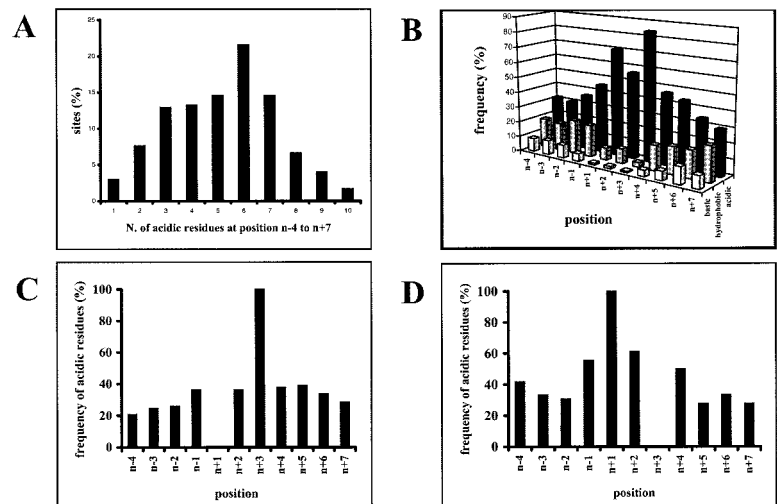 A
sites (%)
25
20
15
10
5
0
1 2 3 4 5 6 7 8 9 10
N. of acidic residues at position n-4 to n+7
B
frequency (%)
90
80
70
60
50
40
30
20
10
0
n-4 n-3 n-2 n-1 n+1 n+2 n+3 n+4 n+5 n+6 n+7
basic
hydrophobic
acidic
position
C
frequency of acidic residues (%)
100
80
60
40
20
0
n-4 n-3 n-2 n-1 n+1 n+2 n+3 n+4 n+5 n+6 n+7
position
D
frequency of acidic residues (%)
100
80
60
40
20
0
n-4 n-3 n-2 n-1 n+1 n+2 n+3 n+4 n+5 n+6 n+7
position